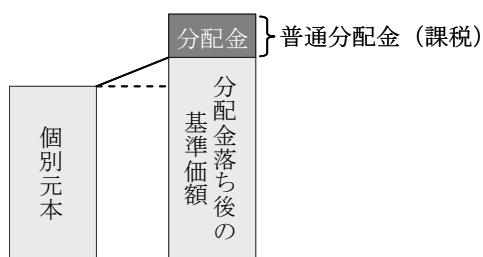 分配金
普通分配金（課税）
個別元本
分配金落ち後の
基準価額